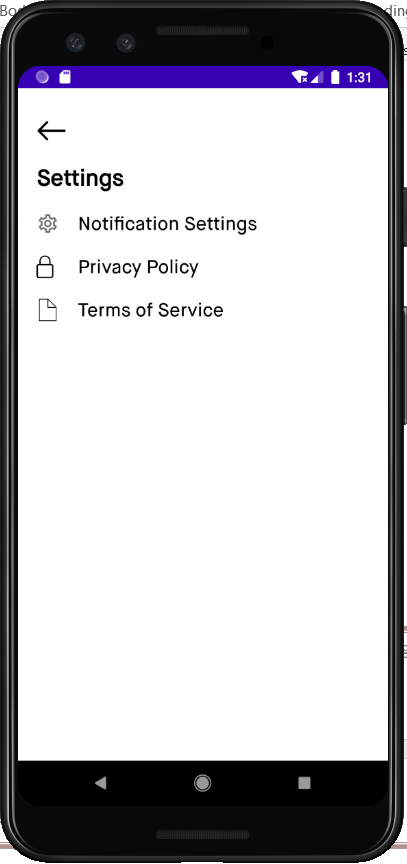 1:31
Settings
Notification Settings
Privacy Policy
Terms of Service